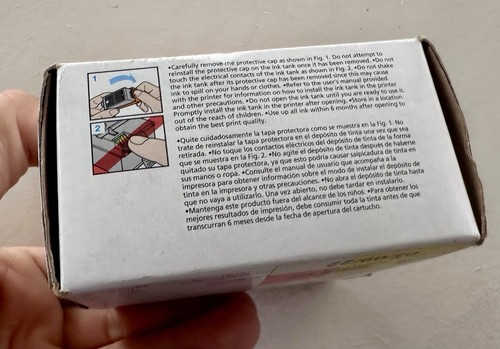 1
•Carefully remove the protective cap as shown in Fig. 1. Do not attempt to
reinstall the protective cap on the ink tank once it has been removed. •Do not
touch the electrical contacts of the ink tank as shown in Fig. 2. •Do not shake
the ink tank after its protective cap has been removed since this may cause
ink to spill on your hands or clothes. •Refer to the user's manual provided
with the printer for information on how to install the ink tank in the printer
and other precautions. •Do not open the ink tank until you are ready to use it.
Promptly install the ink tank in the printer after opening. •Store in a location
out of the reach of children. •Use up all ink within 6 months after opening to
obtain the best print quality.
2
•Quite cuidadosamente la tapa protectora como se muestra en la Fig. 1. No
trate de reinstalar la tapa protectora en el depósito de tinta una vez que sea
retirada. •No toque los contactos eléctricos del depósito de tinta de la forma
que se muestra en la Fig. 2. •No agite el depósito de tinta después de haberse
quitado su tapa protectora, ya que esto podría causar salpicadura de tinta en
sus manos o ropa. •Consulte el manual de usuario que acompaña a la
impresora para obtener información sobre el modo de instalar el depósito de
tinta en la impresora y otras precauciones. •No abra el depósito de tinta hasta
que no vaya a utilizarlo. Una vez abierto, no debe tardar en instalarlo.
•Mantenga este producto fuera del alcance de los niños. •Para obtener los
mejores resultados de impresión, debe consumir toda la tinta antes de que
transcurran 6 meses desde la fecha de apertura del cartucho.